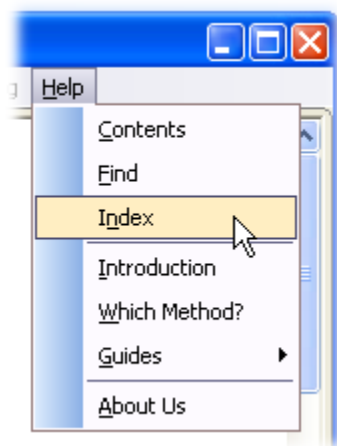 Help
Contents
Find
Index
Introduction
Which Method?
Guides
About Us